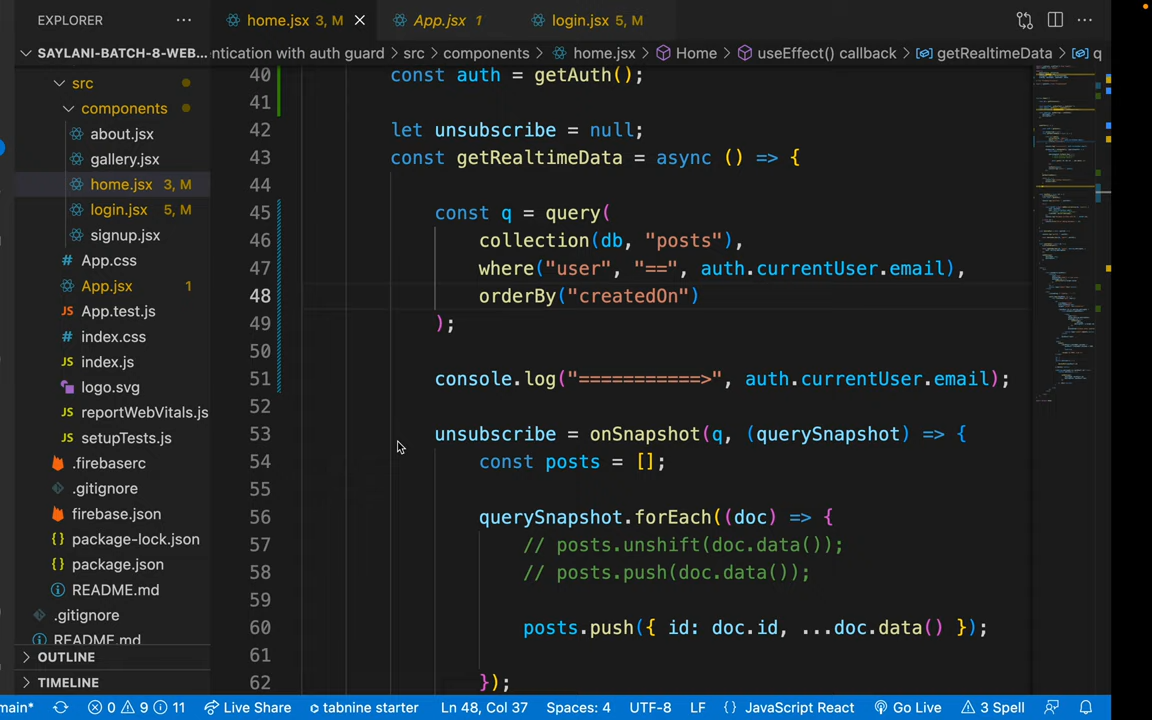 EXPLORER
home.jsx 3, M
App.jsx 1
login.jsx 5, M
SAYLANI-BATCH-8-WEB...
ntication with auth guard > src > components > home.jsx > Home > useEffect() callback > getRealtimeData > q
src
components
about.jsx
gallery.jsx
home.jsx 3, M
login.jsx 5, M
signup.jsx
App.css
App.jsx 1
App.test.js
index.css
index.js
logo.svg
reportWebVitals.js
setupTests.js
.firebaserc
.gitignore
firebase.json
package-lock.json
package.json
README.md
.gitignore
README.md
OUTLINE
TIMELINE
40 const auth = getAuth();
41
42 let unsubscribe = null;
43 const getRealtimeData = async () => {
44
45 const q = query(
46 collection(db, "posts"),
47 where("user", "==", auth.currentUser.email),
48 orderBy("createdOn")
49 );
50
51 console.log("===========>", auth.currentUser.email);
52
53 unsubscribe = onSnapshot(q, (querySnapshot) => {
54 const posts = [];
55
56 querySnapshot.forEach((doc) => {
57 // posts.unshift(doc.data());
58 // posts.push(doc.data());
59
60 posts.push({ id: doc.id, ...doc.data() });
61
62 });
main* 0 9 11 Live Share tabnine starter Ln 48, Col 37 Spaces: 4 UTF-8 LF {} JavaScript React Go Live 3 Spell